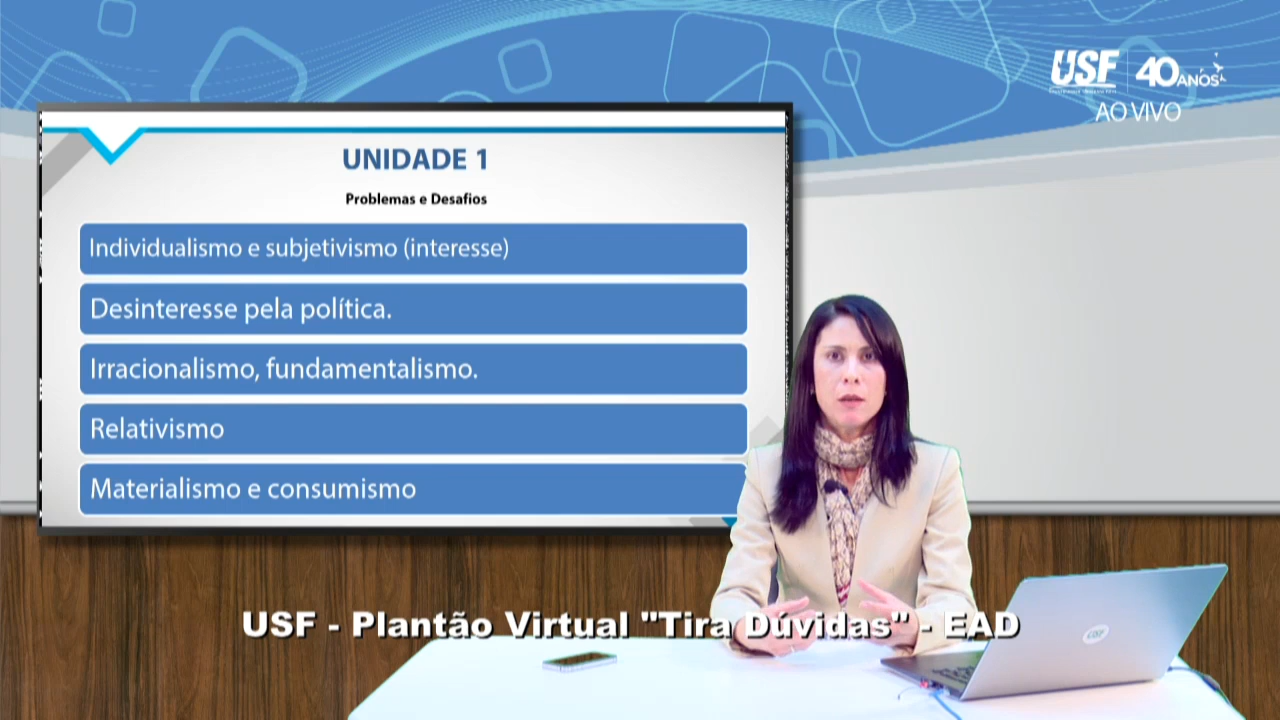 USF 40 ANOS
AO VIVO
UNIDADE 1
Problemas e Desafios
Individualismo e subjetivismo (interesse)
Desinteresse pela política.
Irracionalismo, fundamentalismo.
Relativismo
Materialismo e consumismo
USF - Plantão Virtual "Tira Dúvidas" - EAD
USF